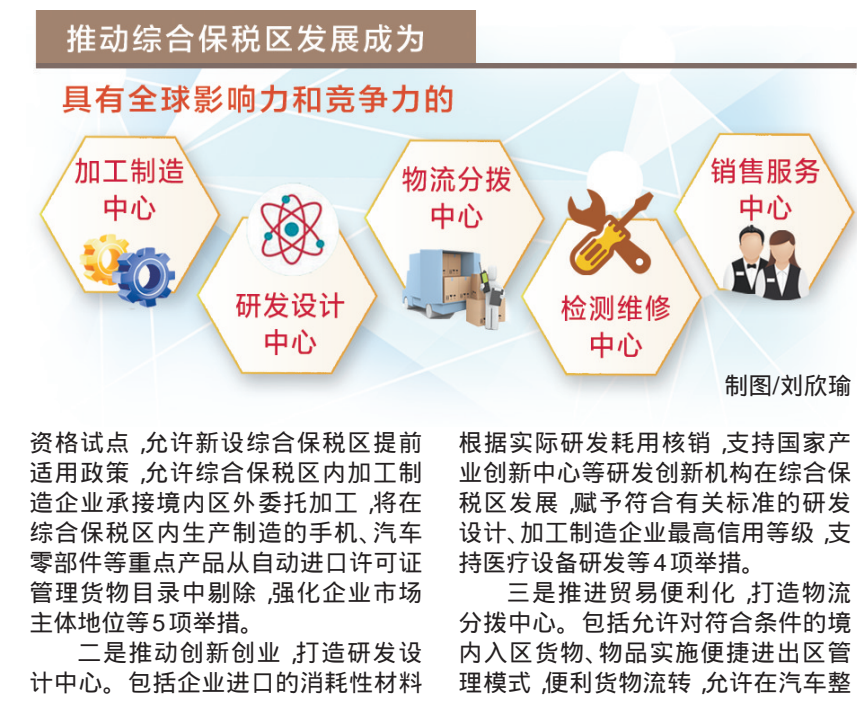 推动综合保税区发展成为
具有全球影响力和竞争力的
加工制造
中心
研发设计
中心
物流分拨
中心
检测维修
中心
销售服务
中心
制图/刘欣瑜
资格试点,允许新设综合保税区提前
适用政策,允许综合保税区内加工制
造企业承接境内区外委托加工,将在
综合保税区内生产制造的手机、汽车
零部件等重点产品从自动进口许可证
管理货物目录中剔除,强化企业市场
主体地位等5项举措。
二是推动创新创业,打造研发设
计中心。包括企业进口的消耗性材料
根据实际研发耗用核销,支持国家产
业创新中心等研发创新机构在综合保
税区发展,赋予符合有关标准的研发
设计、加工制造企业最高信用等级,支
持医疗设备研发等4项举措。
三是推进贸易便利化,打造物流
分拨中心。包括允许对符合条件的境
内入区货物、物品实施便捷进出区管
理模式,便利货物流转,允许在汽车整